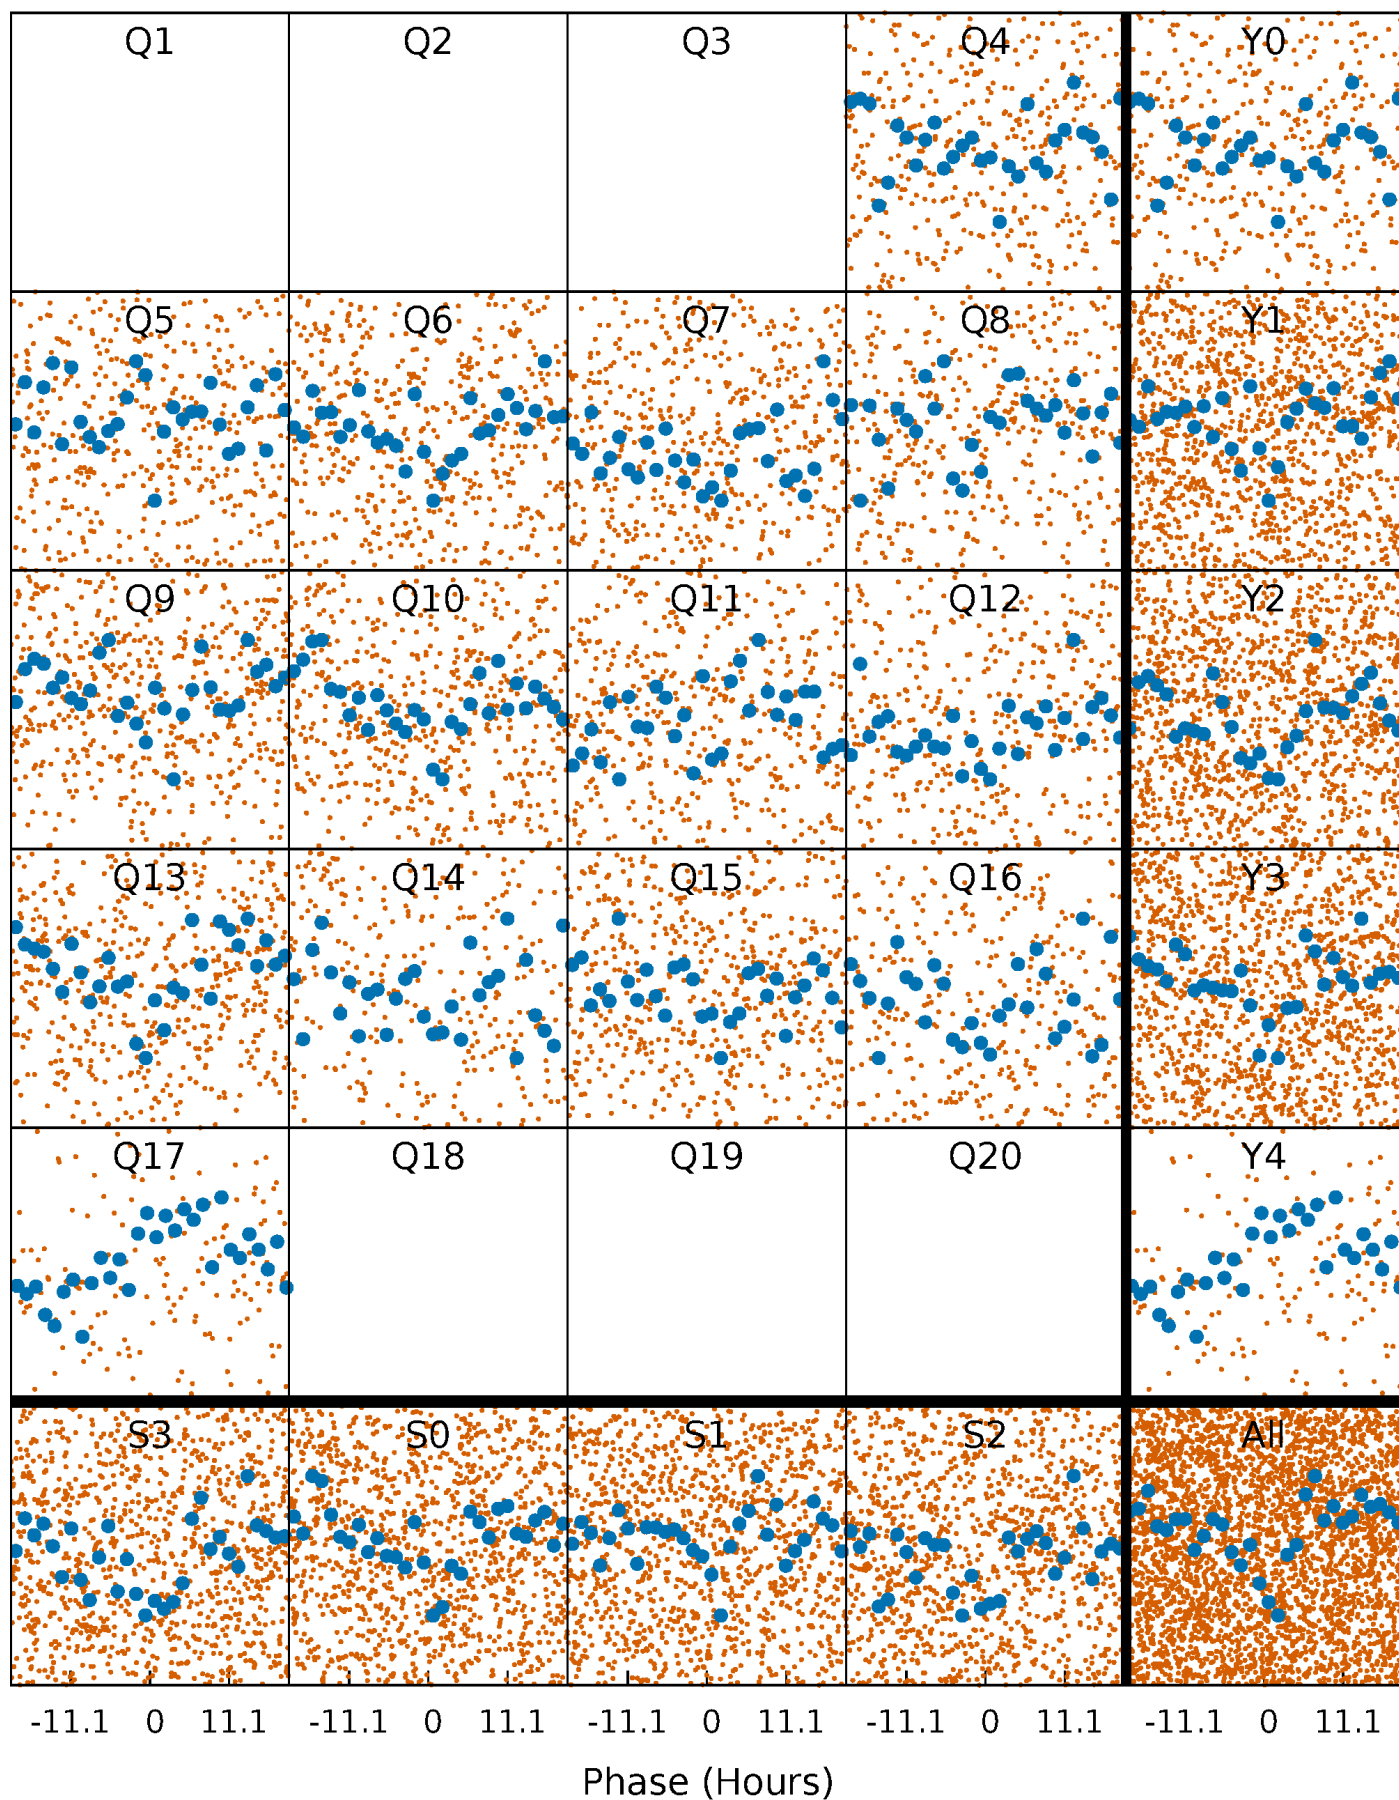 Q1 Q2 Q3 Q4 Y0
Q5 Q6 Q7 Q8 Y1
Q9 Q10 Q11 Q12 Y2
Q13 Q14 Q15 Q16 Y3
Q17 Q18 Q19 Q20 Y4
S3 S0 S1 S2 All
-11.1 0 11.1 -11.1 0 11.1 -11.1 0 11.1 -11.1 0 11.1 -11.1 0 11.1
Phase (Hours)